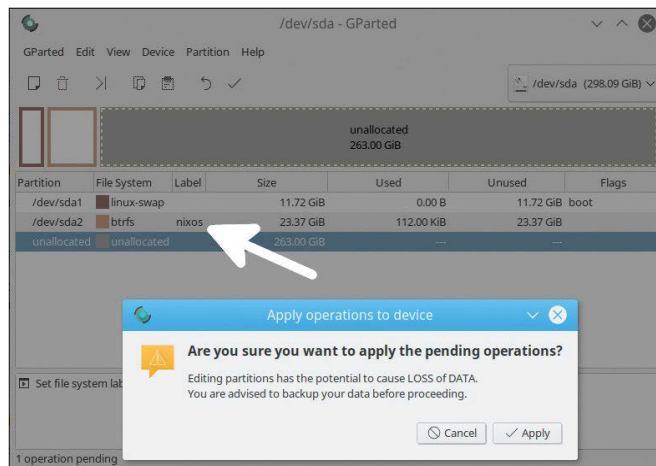 /dev/sda - GParted
GParted Edit View Device Partition Help
/dev/sda (298.09 GiB)
unallocated
263.00 GiB
Partition File System Label Size Used Unused Flags
/dev/sda1 linux-swap 11.72 GiB 0.00 B 11.72 GiB boot
/dev/sda2 btrfs nixos 23.37 GiB 112.00 KiB 23.37 GiB
unallocated unallocated 263.00 GiB --- ---
Apply operations to device
Are you sure you want to apply the pending operations?
Editing partitions has the potential to cause LOSS of DATA.
You are advised to backup your data before proceeding.
Cancel Apply
Set file system lab
1 operation pending